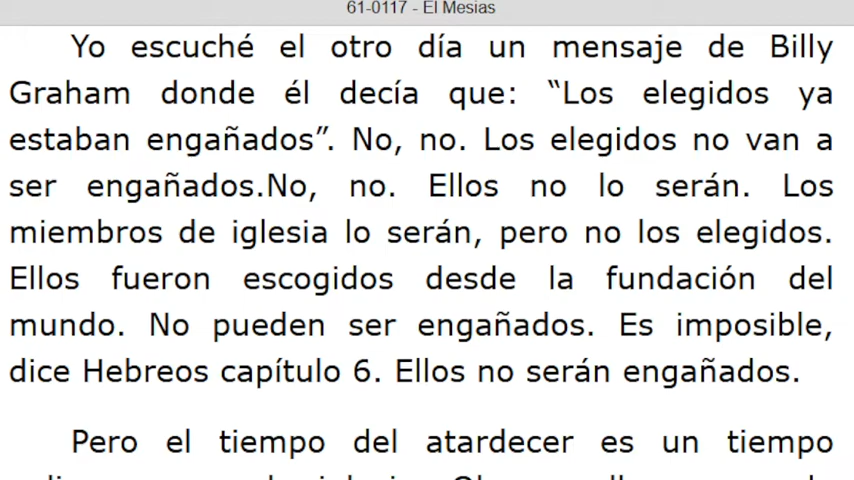 61-0117 - El Mesias
Yo escuché el otro día un mensaje de Billy
Graham donde él decía que: “Los elegidos ya
estaban engañados”. No, no. Los elegidos no van a
ser engañados.No, no. Ellos no lo serán. Los
miembros de iglesia lo serán, pero no los elegidos.
Ellos fueron escogidos desde la fundación del
mundo. No pueden ser engañados. Es imposible,
dice Hebreos capítulo 6. Ellos no serán engañados.
Pero el tiempo del atardecer es un tiempo